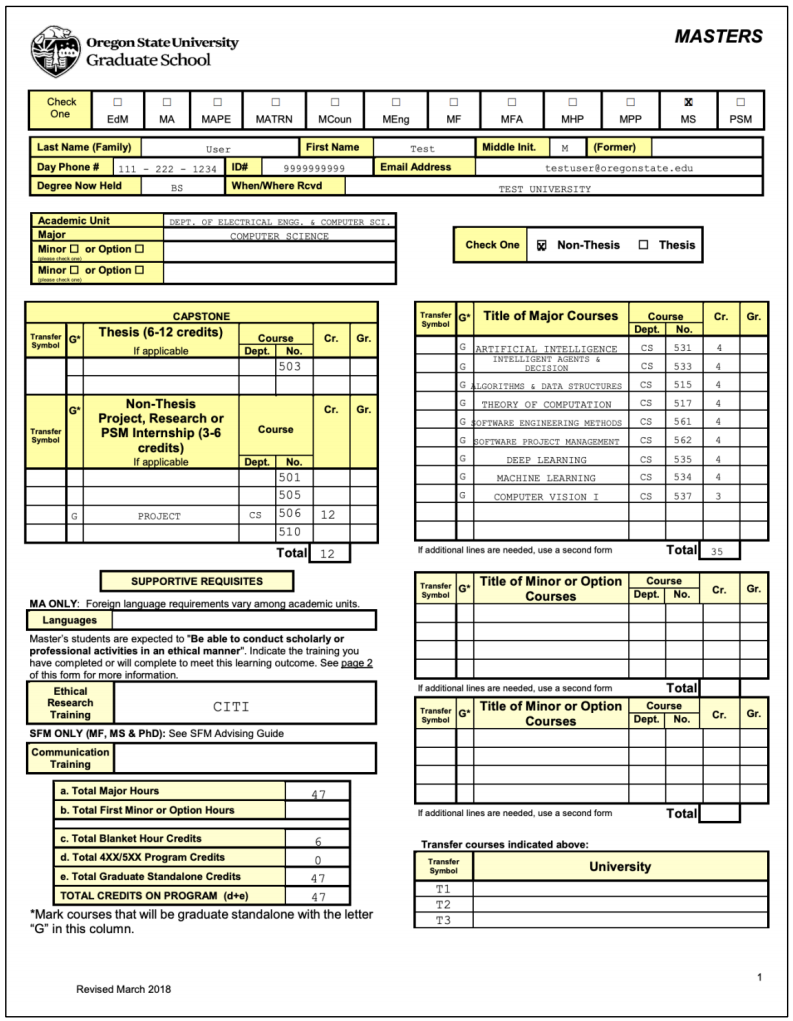 Oregon State University
Graduate School
MASTERS
Check One ☐ EdM ☐ MA ☐ MAPE ☐ MATRN ☐ MCoun ☐ MEng ☐ MF ☐ MFA ☐ MHP ☐ MPP ☒ MS ☐ PSM
Last Name (Family) User First Name Test Middle Init. M (Former)
Day Phone # 111 - 222 - 1234 ID# 9999999999 Email Address testuser@oregonstate.edu
Degree Now Held BS When/Where Rcvd TEST UNIVERSITY
Academic Unit DEPT. OF ELECTRICAL ENGG. & COMPUTER SCI.
Major COMPUTER SCIENCE
Minor ☐ or Option ☐
(please check one)
Minor ☐ or Option ☐
(please check one)
Check One ☒ Non-Thesis ☐ Thesis
CAPSTONE
Transfer Symbol G* Thesis (6-12 credits) If applicable Course Dept. No. Cr. Gr.
503
Transfer Symbol G* Non-Thesis Project, Research or PSM Internship (3-6 credits) If applicable Course Dept. No. Cr. Gr.
501
505
G PROJECT CS 506 12
510
Total 12
SUPPORTIVE REQUISITES
MA ONLY: Foreign language requirements vary among academic units.
Languages
Master's students are expected to "Be able to conduct scholarly or
professional activities in an ethical manner". Indicate the training you
have completed or will complete to meet this learning outcome. See page 2
of this form for more information.
Ethical Research Training CITI
SFM ONLY (MF, MS & PhD): See SFM Advising Guide
Communication Training
a. Total Major Hours 47
b. Total First Minor or Option Hours
c. Total Blanket Hour Credits 6
d. Total 4XX/5XX Program Credits 0
e. Total Graduate Standalone Credits 47
TOTAL CREDITS ON PROGRAM (d+e) 47
*Mark courses that will be graduate standalone with the letter
"G" in this column.
Transfer Symbol G* Title of Major Courses Course Dept. No. Cr. Gr.
G ARTIFICIAL INTELLIGENCE CS 531 4
G INTELLIGENT AGENTS & DECISION CS 533 4
G ALGORITHMS & DATA STRUCTURES CS 515 4
G THEORY OF COMPUTATION CS 517 4
G SOFTWARE ENGINEERING METHODS CS 561 4
G SOFTWARE PROJECT MANAGEMENT CS 562 4
G DEEP LEARNING CS 535 4
G MACHINE LEARNING CS 534 4
G COMPUTER VISION I CS 537 3
If additional lines are needed, use a second form Total 35
Transfer Symbol G* Title of Minor or Option Courses Course Dept. No. Cr. Gr.
If additional lines are needed, use a second form Total
Transfer Symbol G* Title of Minor or Option Courses Course Dept. No. Cr. Gr.
If additional lines are needed, use a second form Total
Transfer courses indicated above:
Transfer Symbol University
T1
T2
T3
1
Revised March 2018